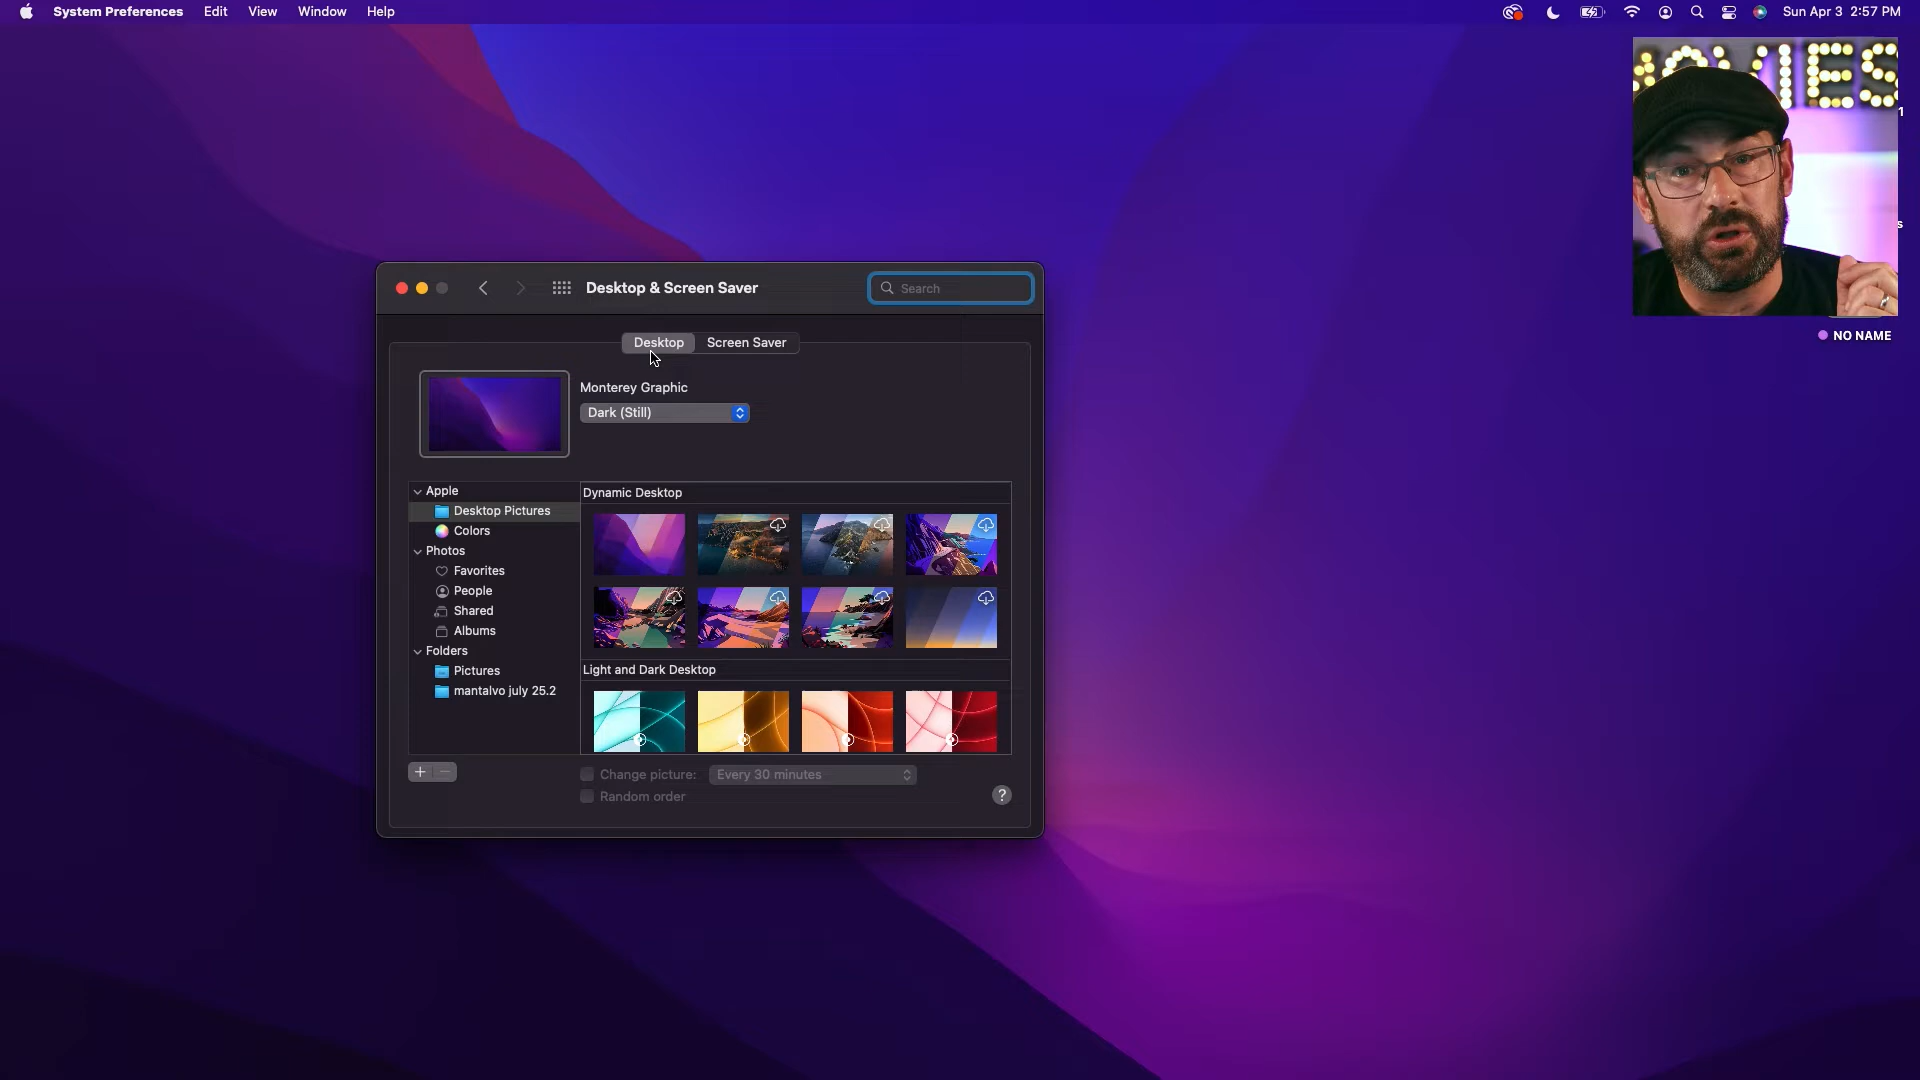 System Preferences Edit View Window Help
Sun Apr 3 2:57 PM
MOVIES
1
s
NO NAME
Desktop & Screen Saver
Search
Desktop Screen Saver
Monterey Graphic
Dark (Still)
Apple
Desktop Pictures
Colors
Photos
Favorites
People
Shared
Albums
Folders
Pictures
mantalvo july 25.2
Dynamic Desktop
Light and Dark Desktop
+ −
Change picture: Every 30 minutes
Random order
?